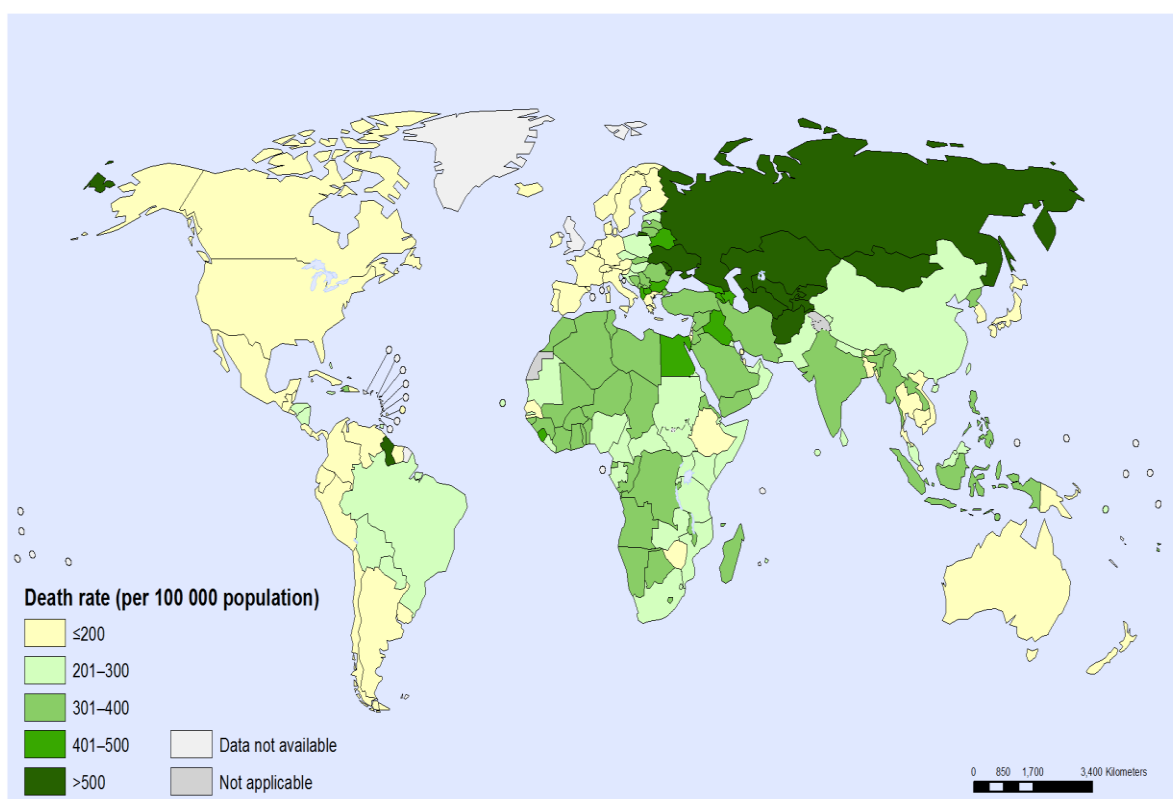 Death rate (per 100 000 population)
≤200
201–300
301–400
401–500
>500
Data not available
Not applicable
0 850 1,700 3,400 Kilometers